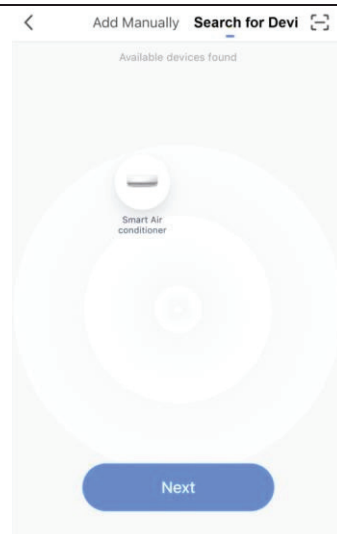 Add Manually Search for Devi
Available devices found
Smart Air
conditioner
Next